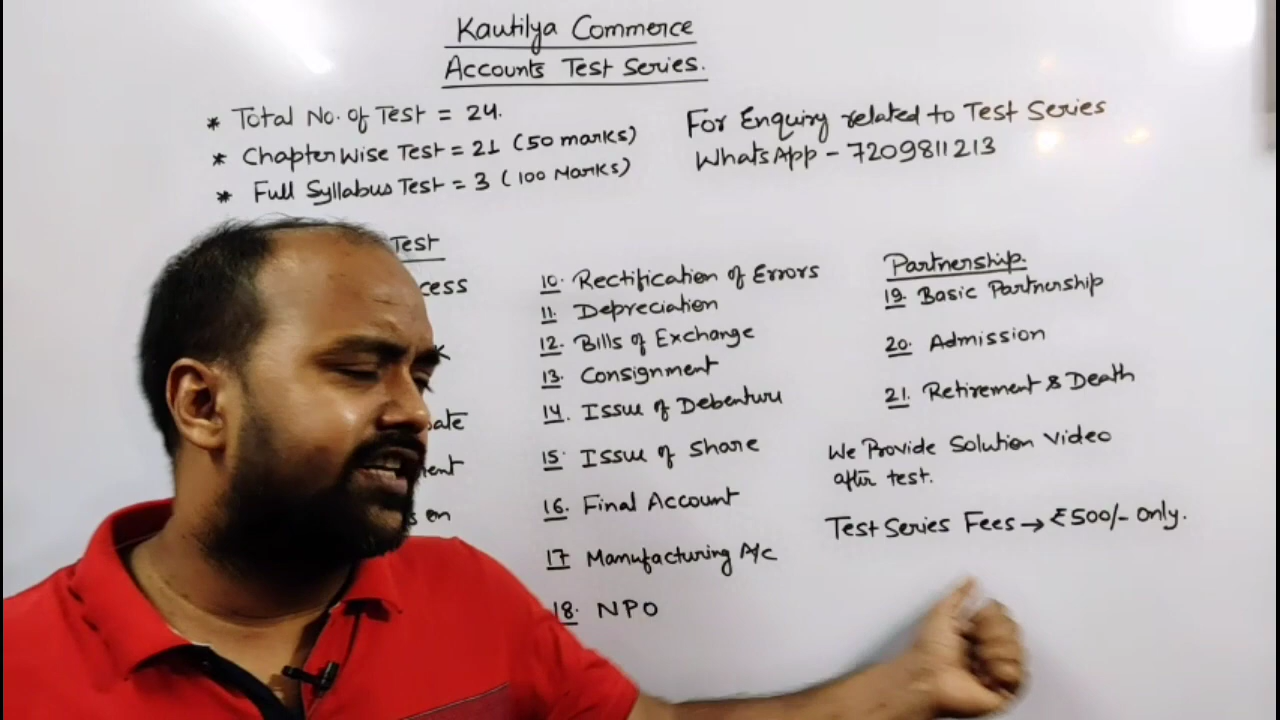 Kautilya Commerce
Accounts Test Series.
* Total No. of Test = 24.
* Chapter Wise Test = 21 (50 marks)
* Full Syllabus Test = 3 (100 Marks)
For Enquiry related to Test Series
WhatsApp - 7209811213
Test
10. Rectification of Errors
11. Depreciation
12. Bills of Exchange
13. Consignment
14. Issue of Debenture
15. Issue of Share
16. Final Account
17 Manufacturing A/c
18. NPO
Partnership.
19. Basic Partnership
20. Admission
21. Retirement & Death
We Provide Solution Video
after test.
Test Series Fees → ₹500/- Only.